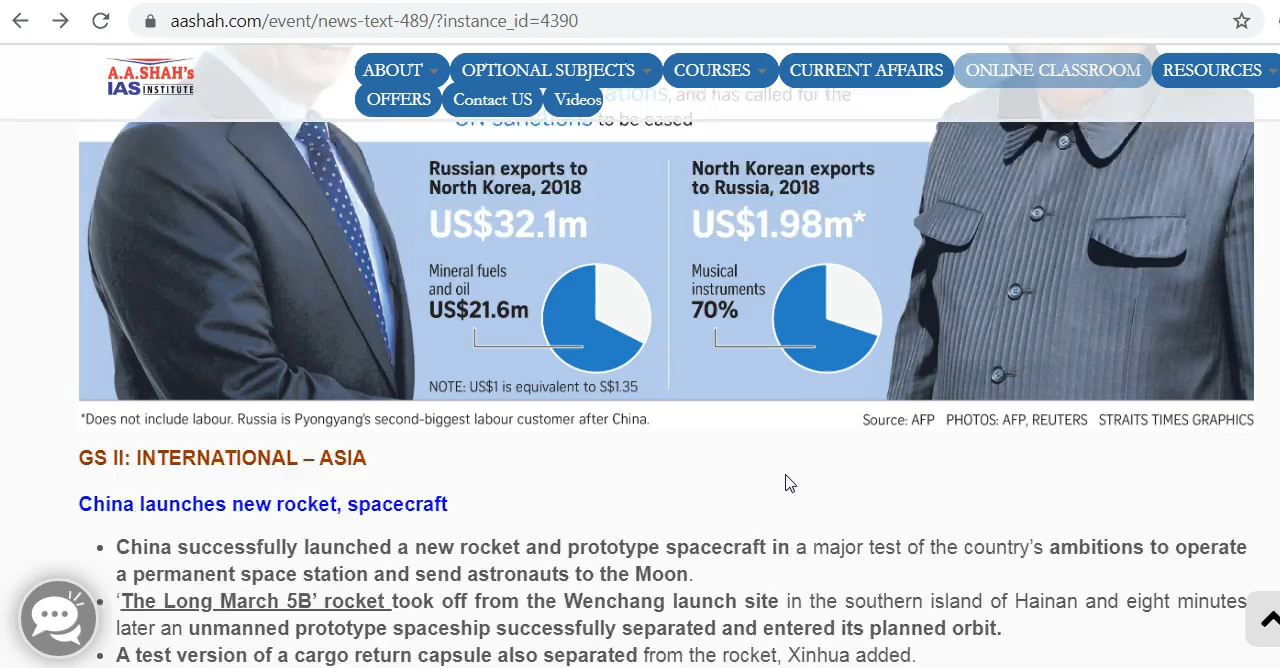 aashah.com/event/news-text-489/?instance_id=4390
A.A.SHAH's
IAS INSTITUTE
ABOUT
OPTIONAL SUBJECTS
COURSES
CURRENT AFFAIRS
ONLINE CLASSROOM
RESOURCES
OFFERS
Contact US
Videos
and has called for the
UN sanctions to be eased
Russian exports to
North Korea, 2018
US$32.1m
Mineral fuels
and oil
US$21.6m
NOTE: US$1 is equivalent to S$1.35
North Korean exports
to Russia, 2018
US$1.98m*
Musical
instruments
70%
*Does not include labour. Russia is Pyongyang's second-biggest labour customer after China.
Source: AFP PHOTOS: AFP, REUTERS STRAITS TIMES GRAPHICS
GS II: INTERNATIONAL – ASIA
China launches new rocket, spacecraft
• China successfully launched a new rocket and prototype spacecraft in a major test of the country's ambitions to operate
a permanent space station and send astronauts to the Moon.
• 'The Long March 5B' rocket took off from the Wenchang launch site in the southern island of Hainan and eight minutes
later an unmanned prototype spaceship successfully separated and entered its planned orbit.
• A test version of a cargo return capsule also separated from the rocket, Xinhua added.